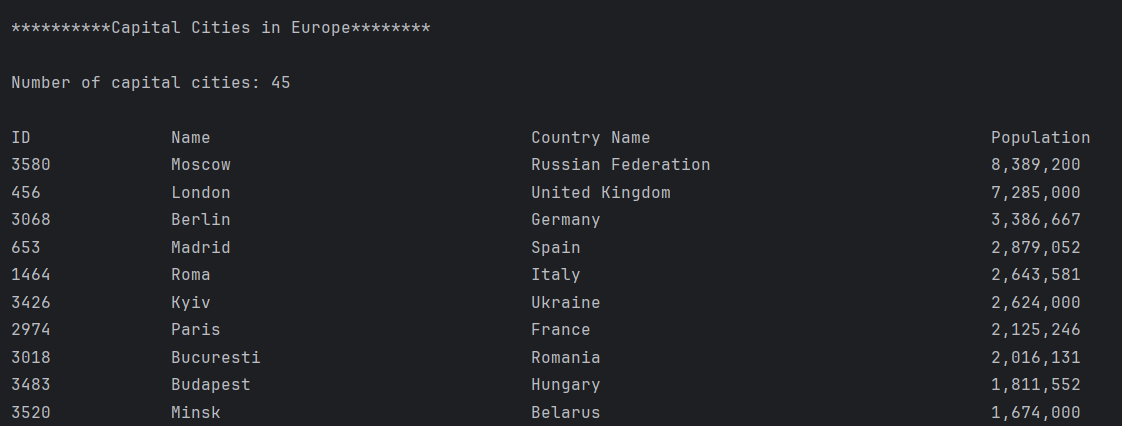 **********Capital Cities in Europe********
Number of capital cities: 45
ID Name Country Name Population
3580 Moscow Russian Federation 8,389,200
456 London United Kingdom 7,285,000
3068 Berlin Germany 3,386,667
653 Madrid Spain 2,879,052
1464 Roma Italy 2,643,581
3426 Kyiv Ukraine 2,624,000
2974 Paris France 2,125,246
3018 Bucuresti Romania 2,016,131
3483 Budapest Hungary 1,811,552
3520 Minsk Belarus 1,674,000